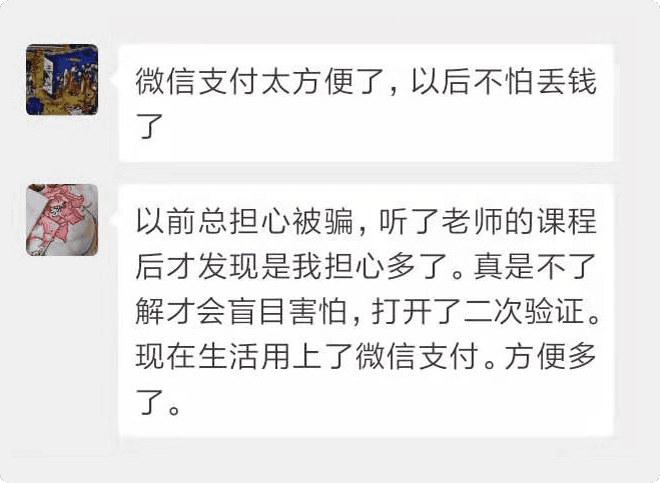 微信支付太方便了，以后不怕丢钱
了
以前总担心被骗，听了老师的课程
后才发现是我担心多了。真是不了
解才会盲目害怕，打开了二次验证。
现在生活用上了微信支付。方便多
了。